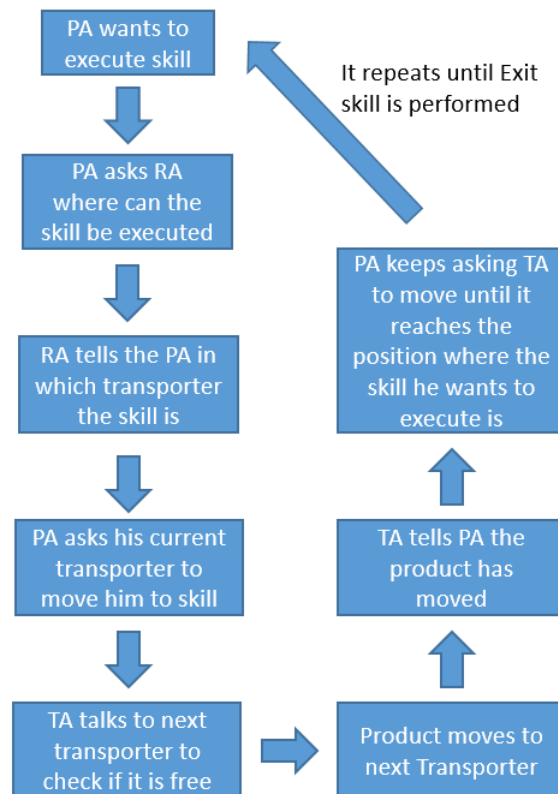 PA wants to
execute skill
It repeats until Exit
skill is performed
PA asks RA
where can the
skill be executed
RA tells the PA in
which transporter
the skill is
PA asks his current
transporter to
move him to skill
TA talks to next
transporter to
check if it is free
Product moves to
next Transporter
TA tells PA the
product has
moved
PA keeps asking TA
to move until it
reaches the
position where the
skill he wants to
execute is